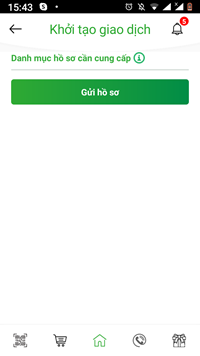 15:43
Khởi tạo giao dịch
5
Danh mục hồ sơ cần cung cấp
Gửi hồ sơ